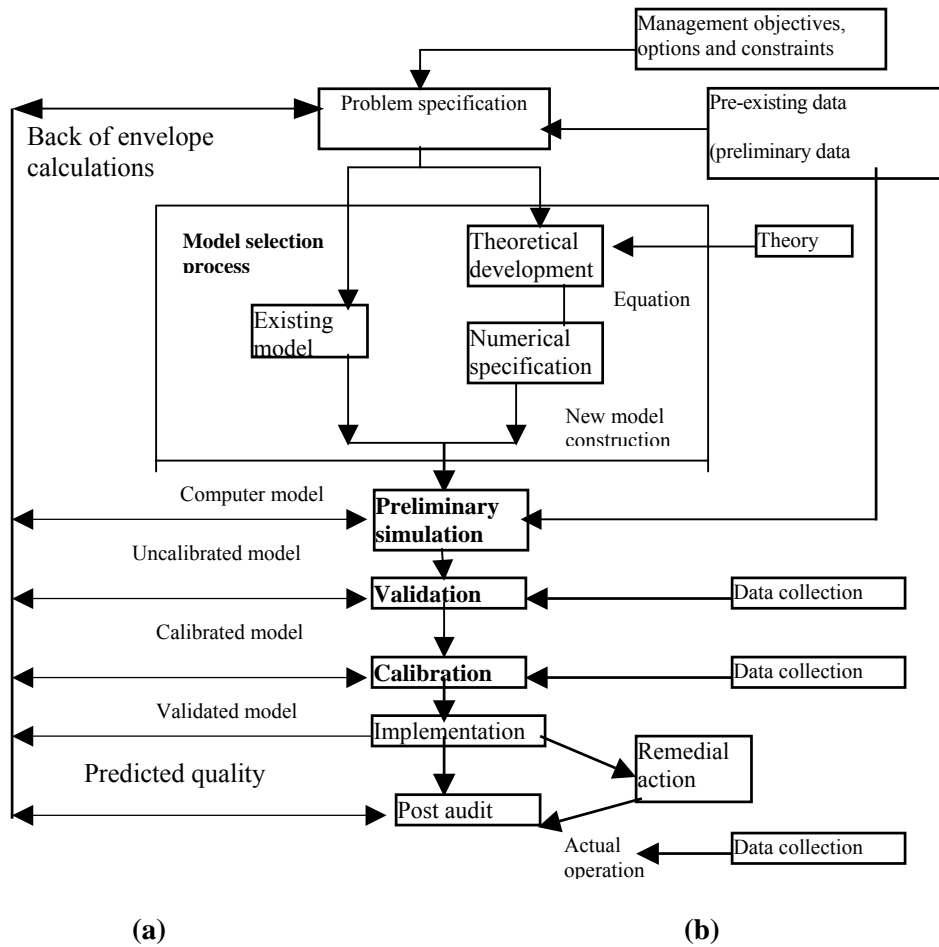 Management objectives,
options and constraints
Problem specification
Pre-existing data
(preliminary data
Back of envelope
calculations
Model selection
process
Theoretical
development
Theory
Equation
Existing
model
Numerical
specification
New model
construction
Computer model
Preliminary
simulation
Uncalibrated model
Validation
Data collection
Calibrated model
Calibration
Data collection
Validated model
Implementation
Remedial
action
Predicted quality
Post audit
Actual
operation
Data collection
(a)
(b)